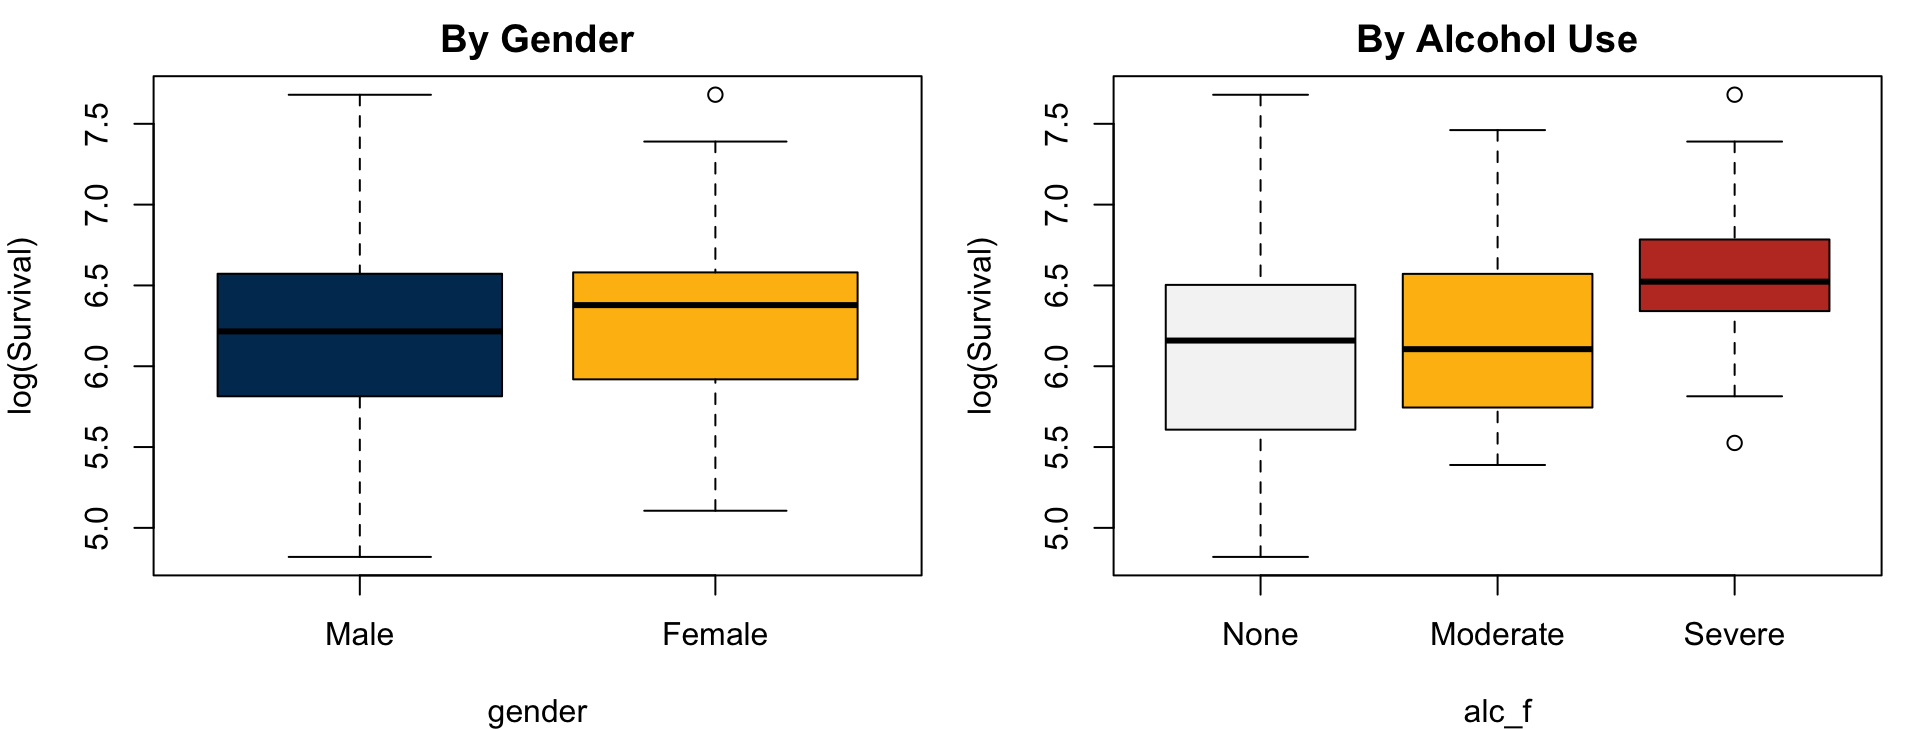 By Gender
log(Survival)
7.5
7.0
6.5
6.0
5.5
5.0
Male Female
gender
By Alcohol Use
log(Survival)
7.5
7.0
6.5
6.0
5.5
5.0
None Moderate Severe
alc_f